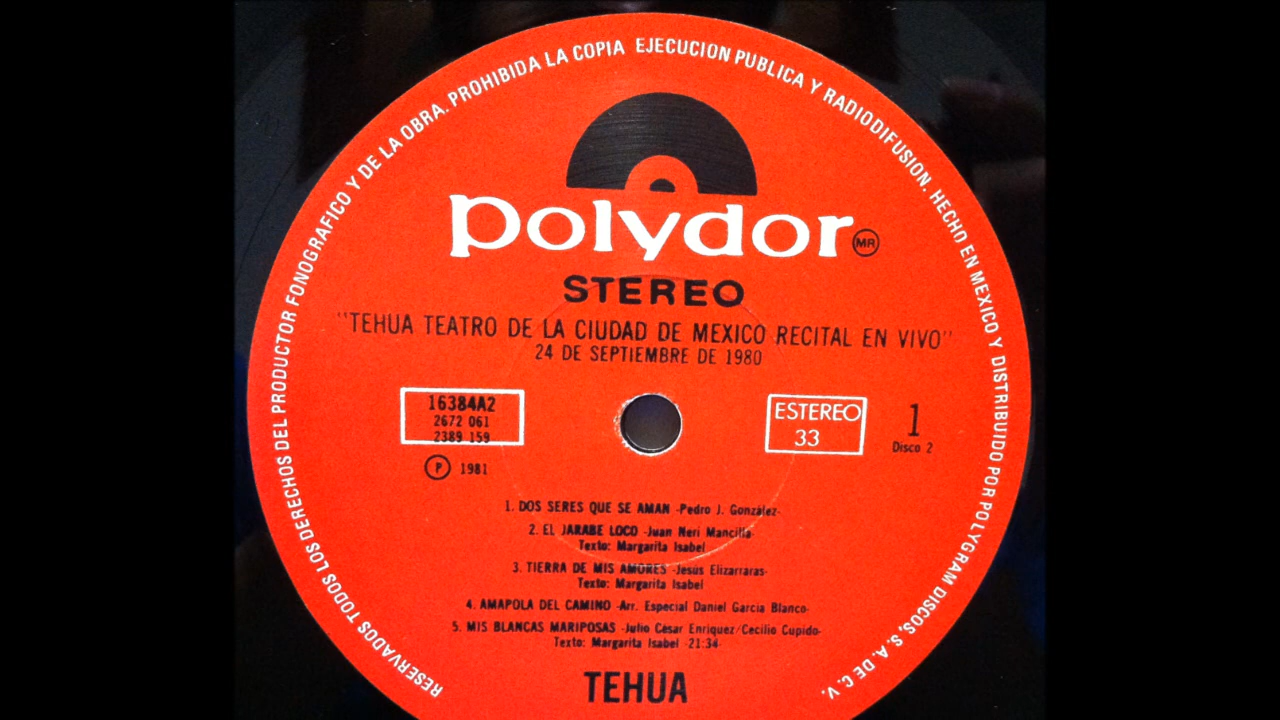 RESERVADOS TODOS LOS DERECHOS DEL PRODUCTOR FONOGRAFICO Y DE LA OBRA. PROHIBIDA LA COPIA EJECUCION PUBLICA Y RADIODIFUSION. HECHO EN MEXICO Y DISTRIBUIDO POR POLYGRAM DISCOS, S. A. DE C. V.
polydor MR
STEREO
"TEHUA TEATRO DE LA CIUDAD DE MEXICO RECITAL EN VIVO"
24 DE SEPTIEMBRE DE 1980
16384A2
2672 061
2389 159
P 1981
ESTEREO
33
1
Disco 2
1. DOS SERES QUE SE AMAN -Pedro J. González-
2. EL JARABE LOCO -Juan Neri Mancilla-
Texto: Margarita Isabel
3. TIERRA DE MIS AMORES -Jesús Elizarraras-
Texto: Margarita Isabel
4. AMAPOLA DEL CAMINO -Arr. Especial Daniel García Blanco-
5. MIS BLANCAS MARIPOSAS -Julio César Enriquez/Cecilio Cupido-
Texto: Margarita Isabel -21:34-
TEHUA